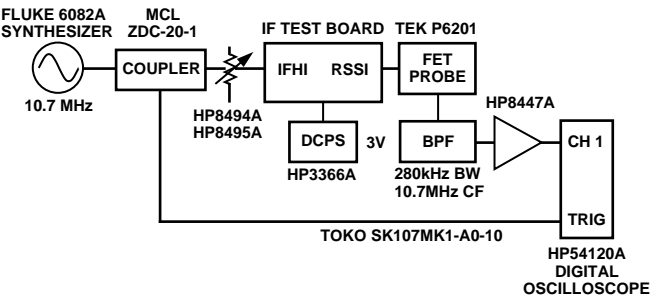 FLUKE 6082A
SYNTHESIZER
10.7 MHz
MCL
ZDC-20-1
COUPLER
HP8494A
HP8495A
IF TEST BOARD
IFHI RSSI
DCPS
3V
HP3366A
TEK P6201
FET
PROBE
BPF
280kHz BW
10.7MHz CF
HP8447A
CH 1
TRIG
TOKO SK107MK1-A0-10
HP54120A
DIGITAL
OSCILLOSCOPE